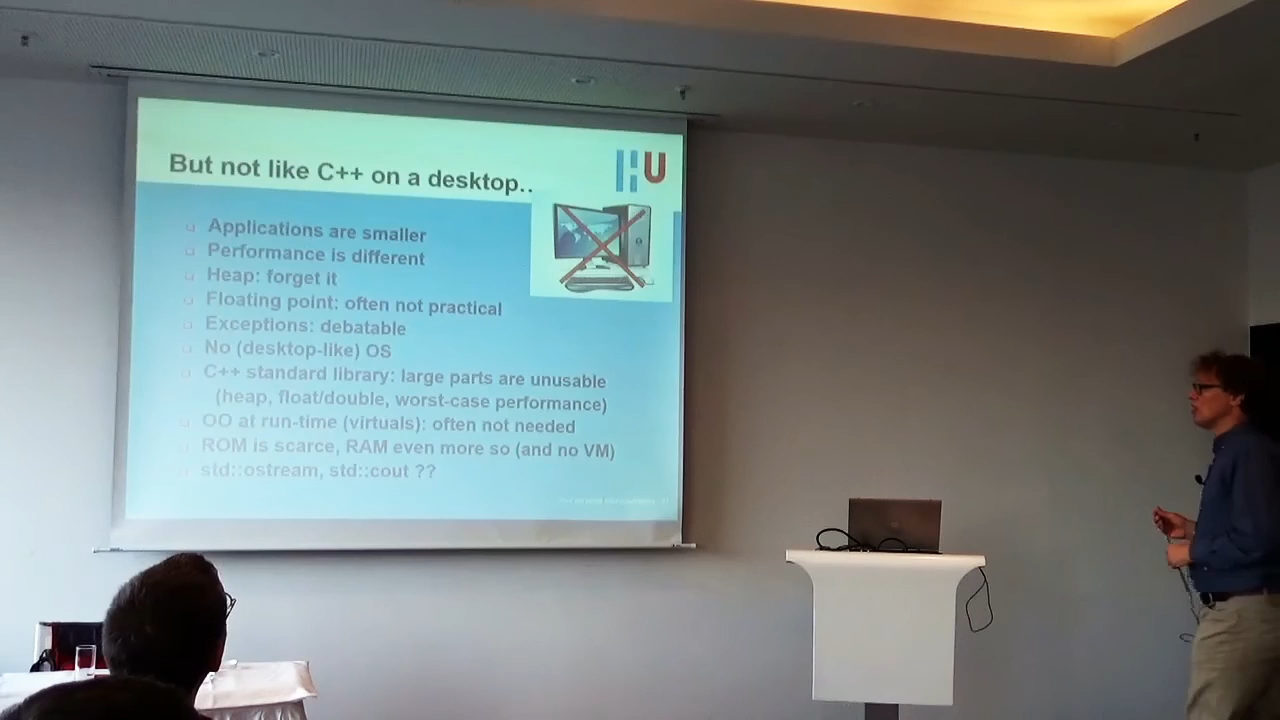 But not like C++ on a desktop..
HU
Applications are smaller
Performance is different
Heap: forget it
Floating point: often not practical
Exceptions: debatable
No (desktop-like) OS
C++ standard library: large parts are unusable
(heap, float/double, worst-case performance)
OO at run-time (virtuals): often not needed
ROM is scarce, RAM even more so (and no VM)
std::ostream, std::cout ??